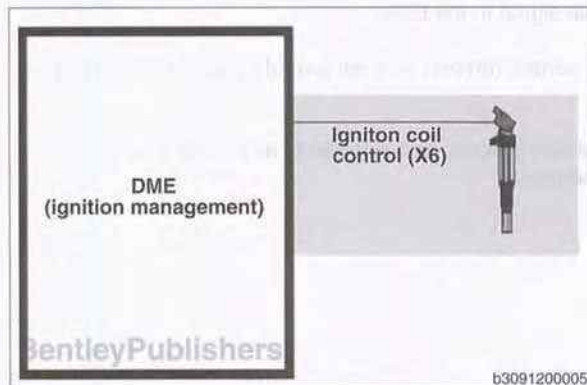 Igniton coil
control (X6)
DME
(ignition management)
BentleyPublishers
b3091200005